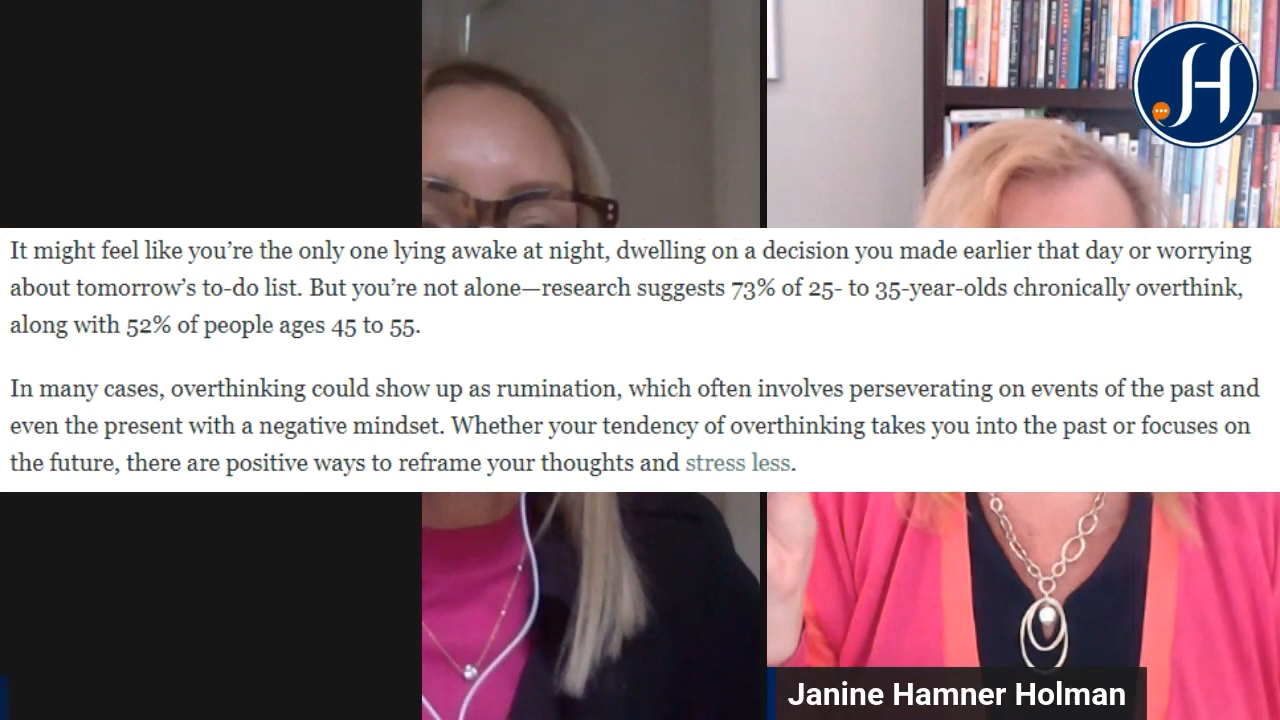 JH
It might feel like you’re the only one lying awake at night, dwelling on a decision you made earlier that day or worrying
about tomorrow’s to-do list. But you’re not alone—research suggests 73% of 25- to 35-year-olds chronically overthink,
along with 52% of people ages 45 to 55.
In many cases, overthinking could show up as rumination, which often involves perseverating on events of the past and
even the present with a negative mindset. Whether your tendency of overthinking takes you into the past or focuses on
the future, there are positive ways to reframe your thoughts and stress less.
Janine Hamner Holman